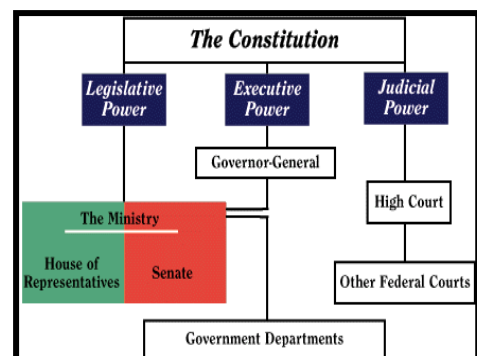 The Constitution
Legislative
Power
Executive
Power
Judicial
Power
Governor-General
High Court
The Ministry
House of
Representatives
Senate
Other Federal Courts
Government Departments